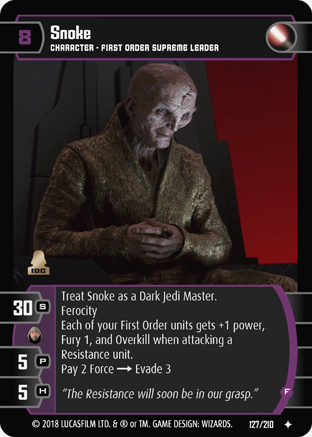 8
Snoke
CHARACTER • FIRST ORDER SUPREME LEADER
IDC
30 S
5 P
5 H
Treat Snoke as a Dark Jedi Master.
Ferocity
Each of your First Order units gets +1 power,
Fury 1, and Overkill when attacking a
Resistance unit.
Pay 2 Force → Evade 3
"The Resistance will soon be in our grasp."
F
© 2018 LUCASFILM LTD. & ® OR TM. GAME DESIGN: WIZARDS.
127/210